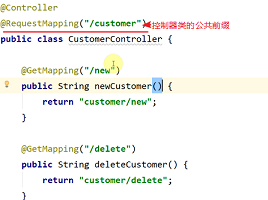 @Controller
@RequestMapping("/customer") 控制器类的公共前缀
public class CustomerController {
@GetMapping("/new")
public String newCustomer() {
return "customer/new";
}
@GetMapping("/delete")
public String deleteCustomer() {
return "customer/delete";
}